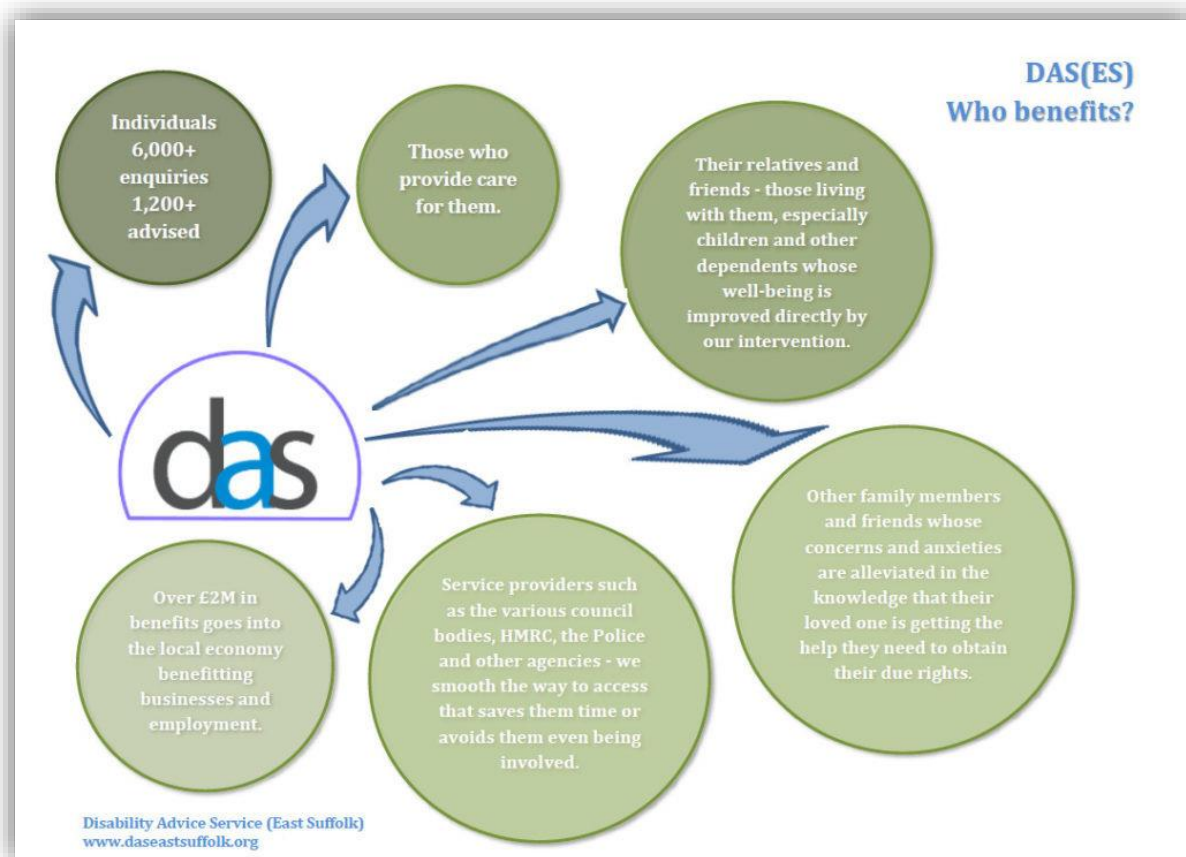 DAS(ES)
Who benefits?
Individuals
6,000+
enquiries
1,200+
advised
Those who
provide care
for them.
Their relatives and
friends - those living
with them, especially
children and other
dependents whose
well-being is
improved directly by
our intervention.
das
Other family members
and friends whose
concerns and anxieties
are alleviated in the
knowledge that their
loved one is getting the
help they need to obtain
their due rights.
Service providers such
as the various council
bodies, HMRC, the Police
and other agencies - we
smooth the way to access
that saves them time or
avoids them even being
involved.
Over £2M in
benefits goes into
the local economy
benefitting
businesses and
employment.
Disability Advice Service (East Suffolk)
www.daseastsuffolk.org